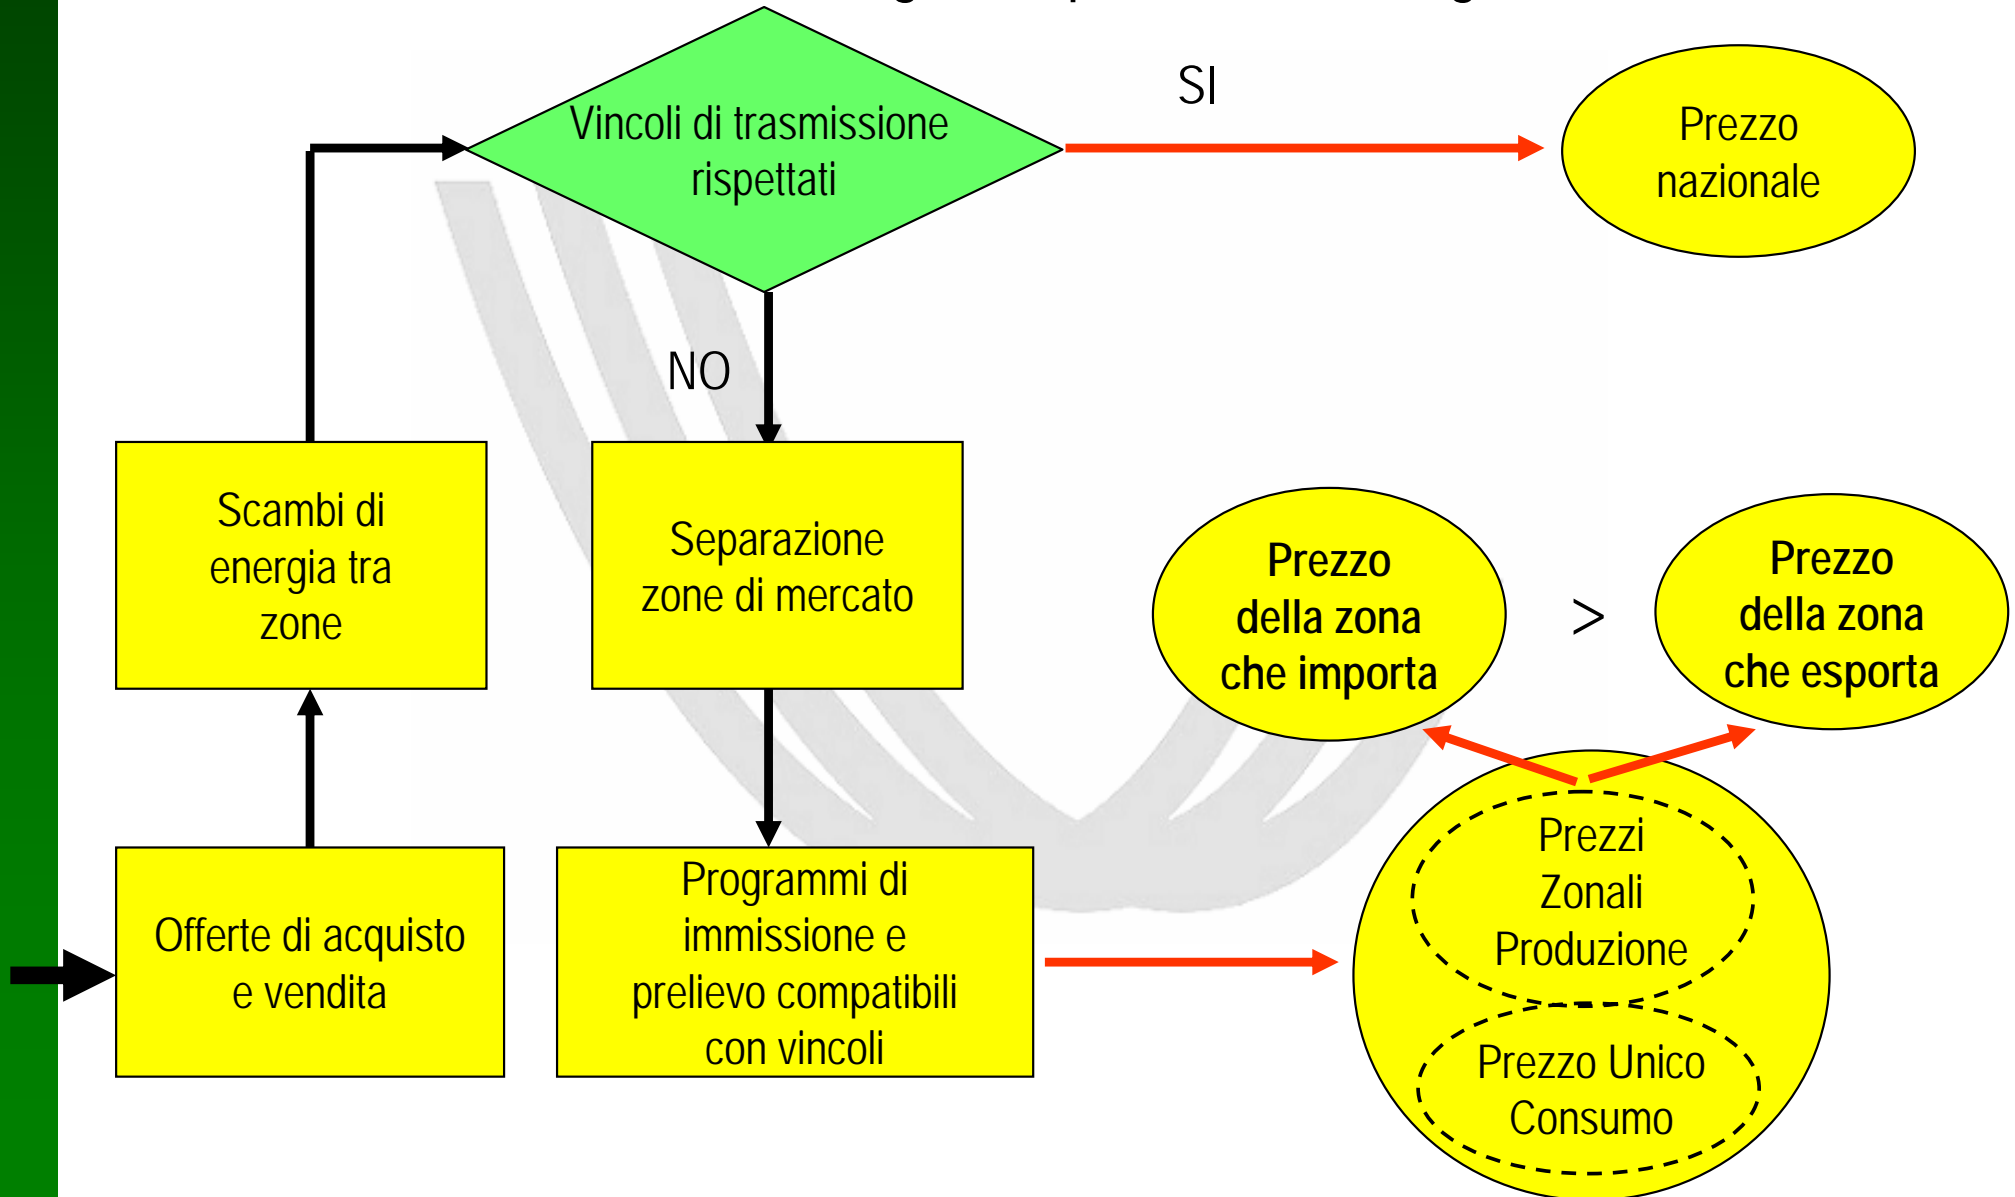 Vincoli di trasmissione
rispettati
SI
Prezzo
nazionale
NO
Scambi di
energia tra
zone
Separazione
zone di mercato
Prezzo
della zona
che importa
>
Prezzo
della zona
che esporta
Offerte di acquisto
e vendita
Programmi di
immissione e
prelievo compatibili
con vincoli
Prezzi
Zonali
Produzione
Prezzo Unico
Consumo